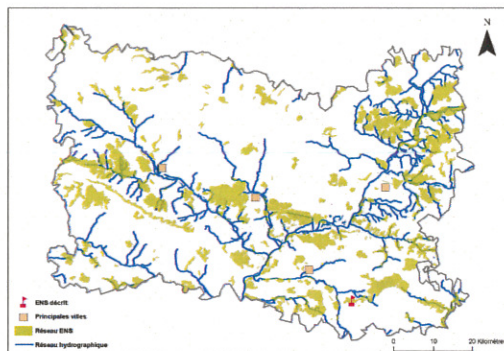 N
ENS décrit
Principales villes
Réseau ENS
Réseau hydrographique
0 10 20 Kilomètres